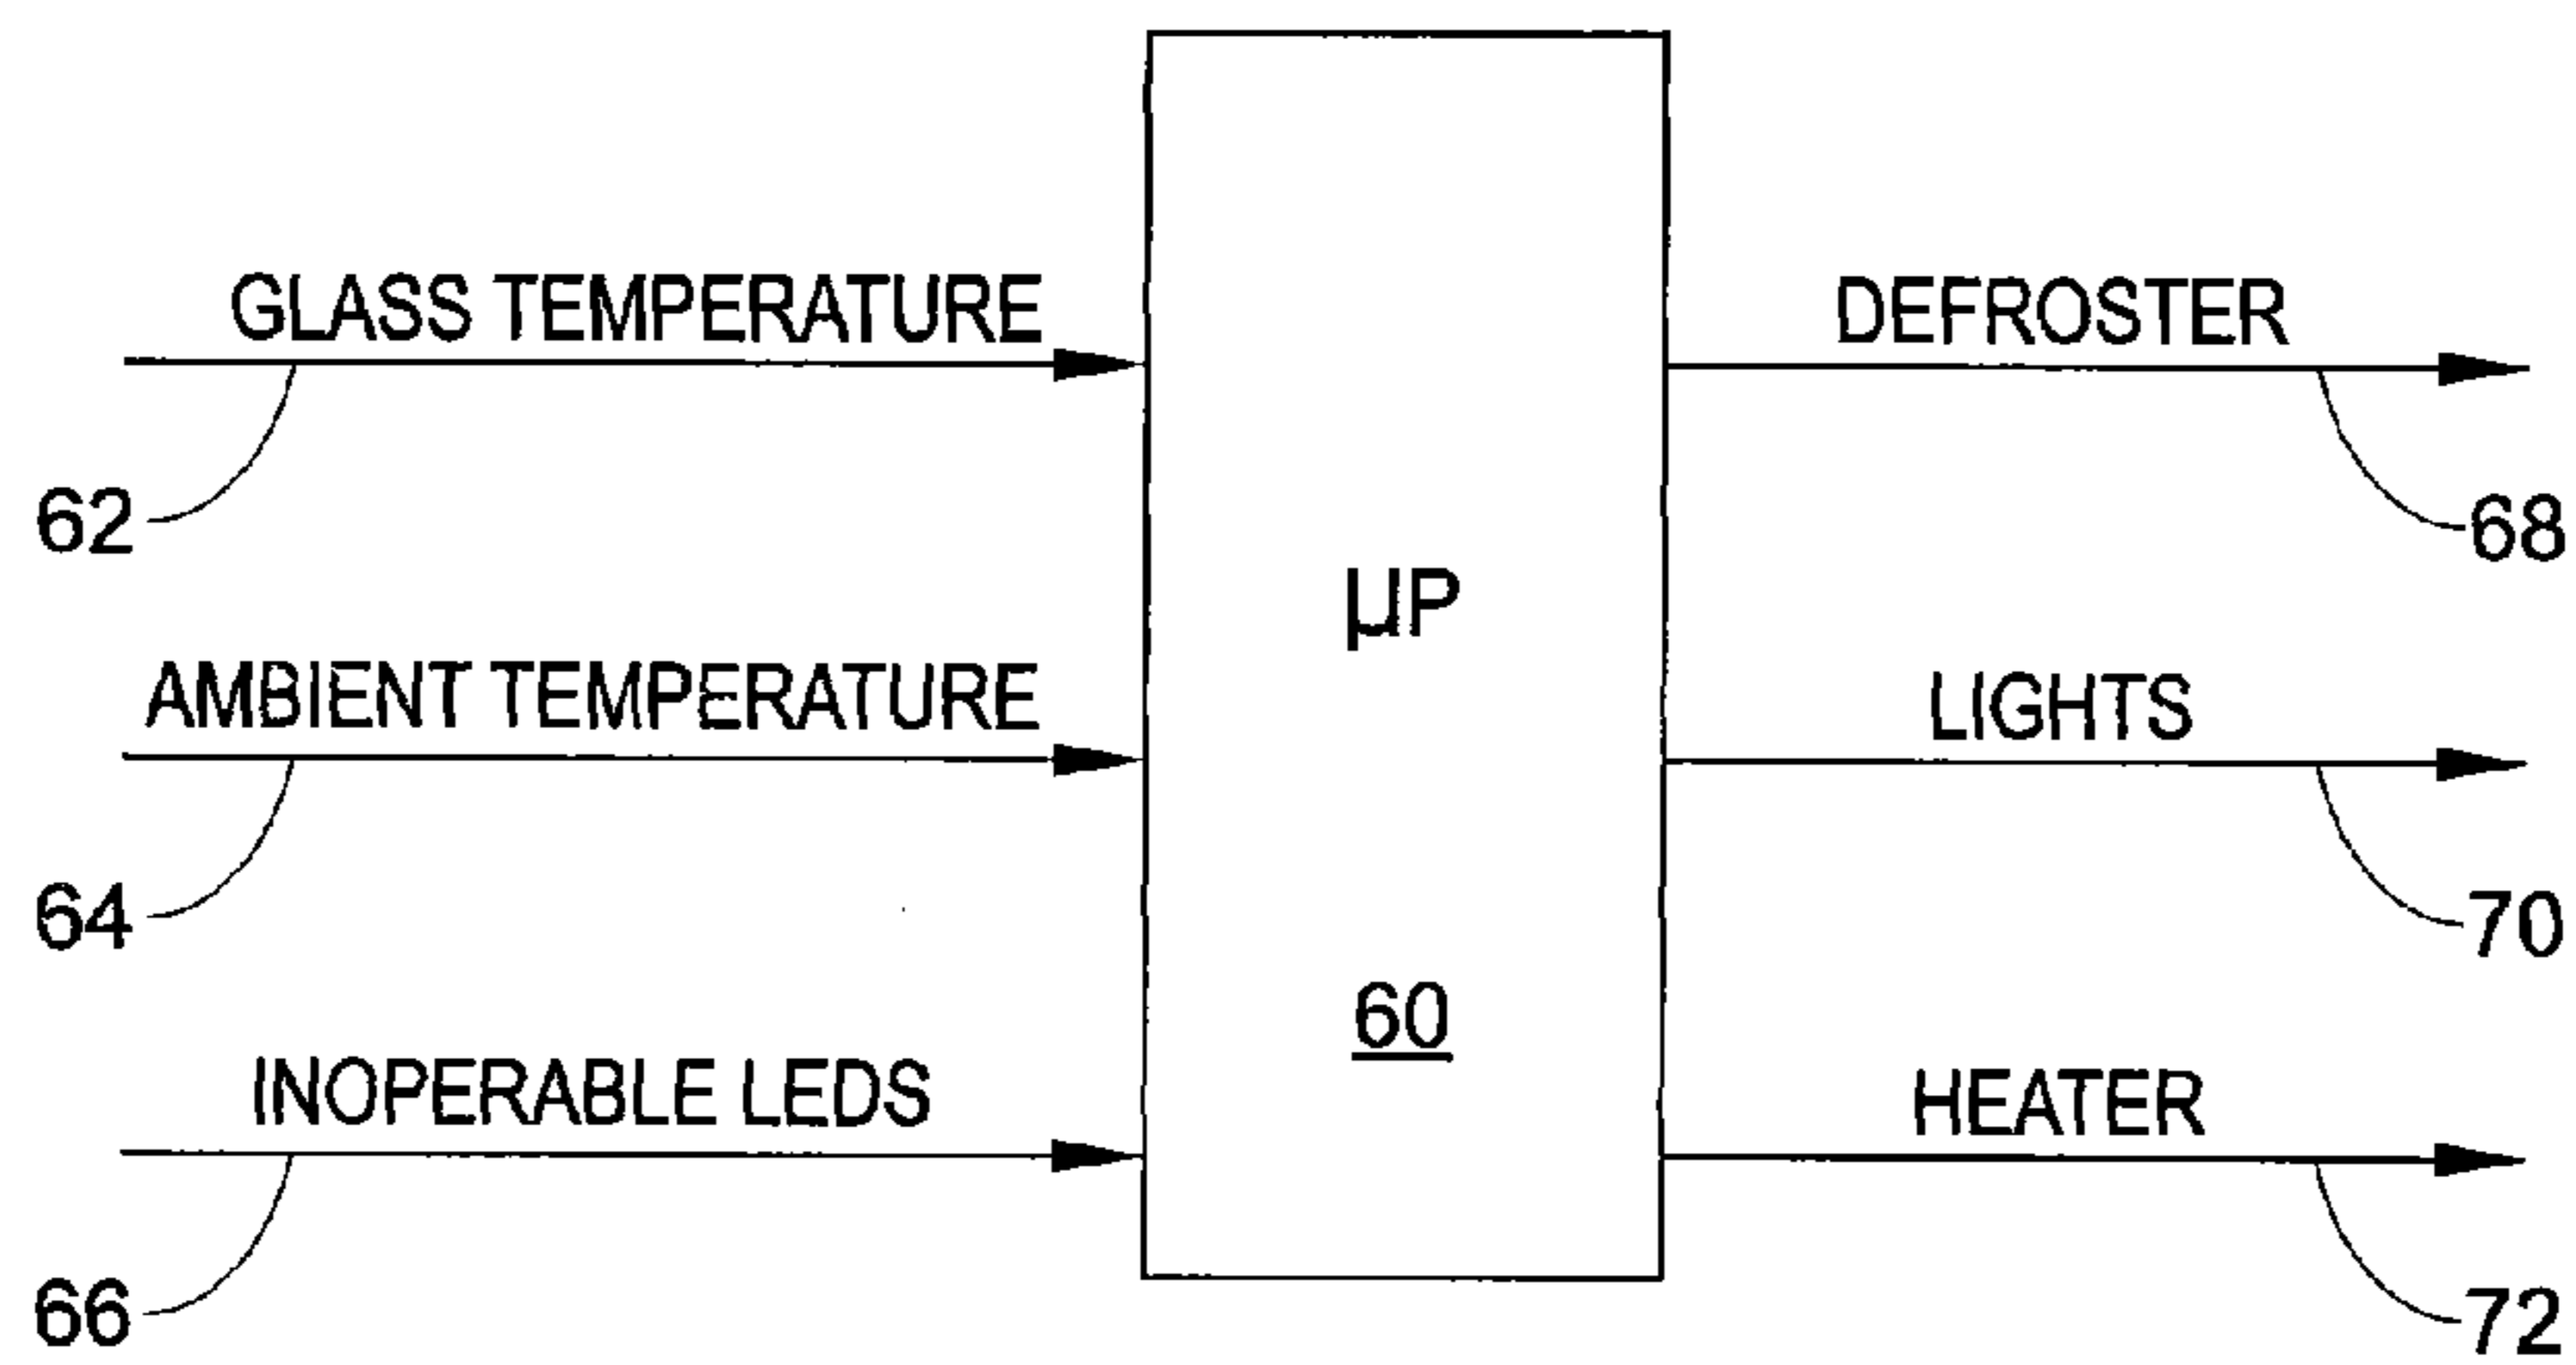 GLASS TEMPERATURE
DEFROSTER
62
68
µP
AMBIENT TEMPERATURE
LIGHTS
64
70
60
INOPERABLE LEDS
HEATER
66
72